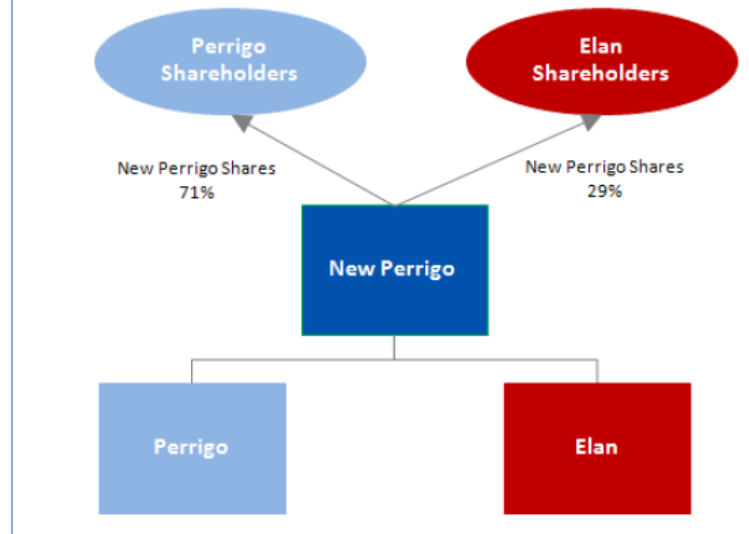 Perrigo
Shareholders
Elan
Shareholders
New Perrigo Shares
71%
New Perrigo Shares
29%
New Perrigo
Perrigo
Elan